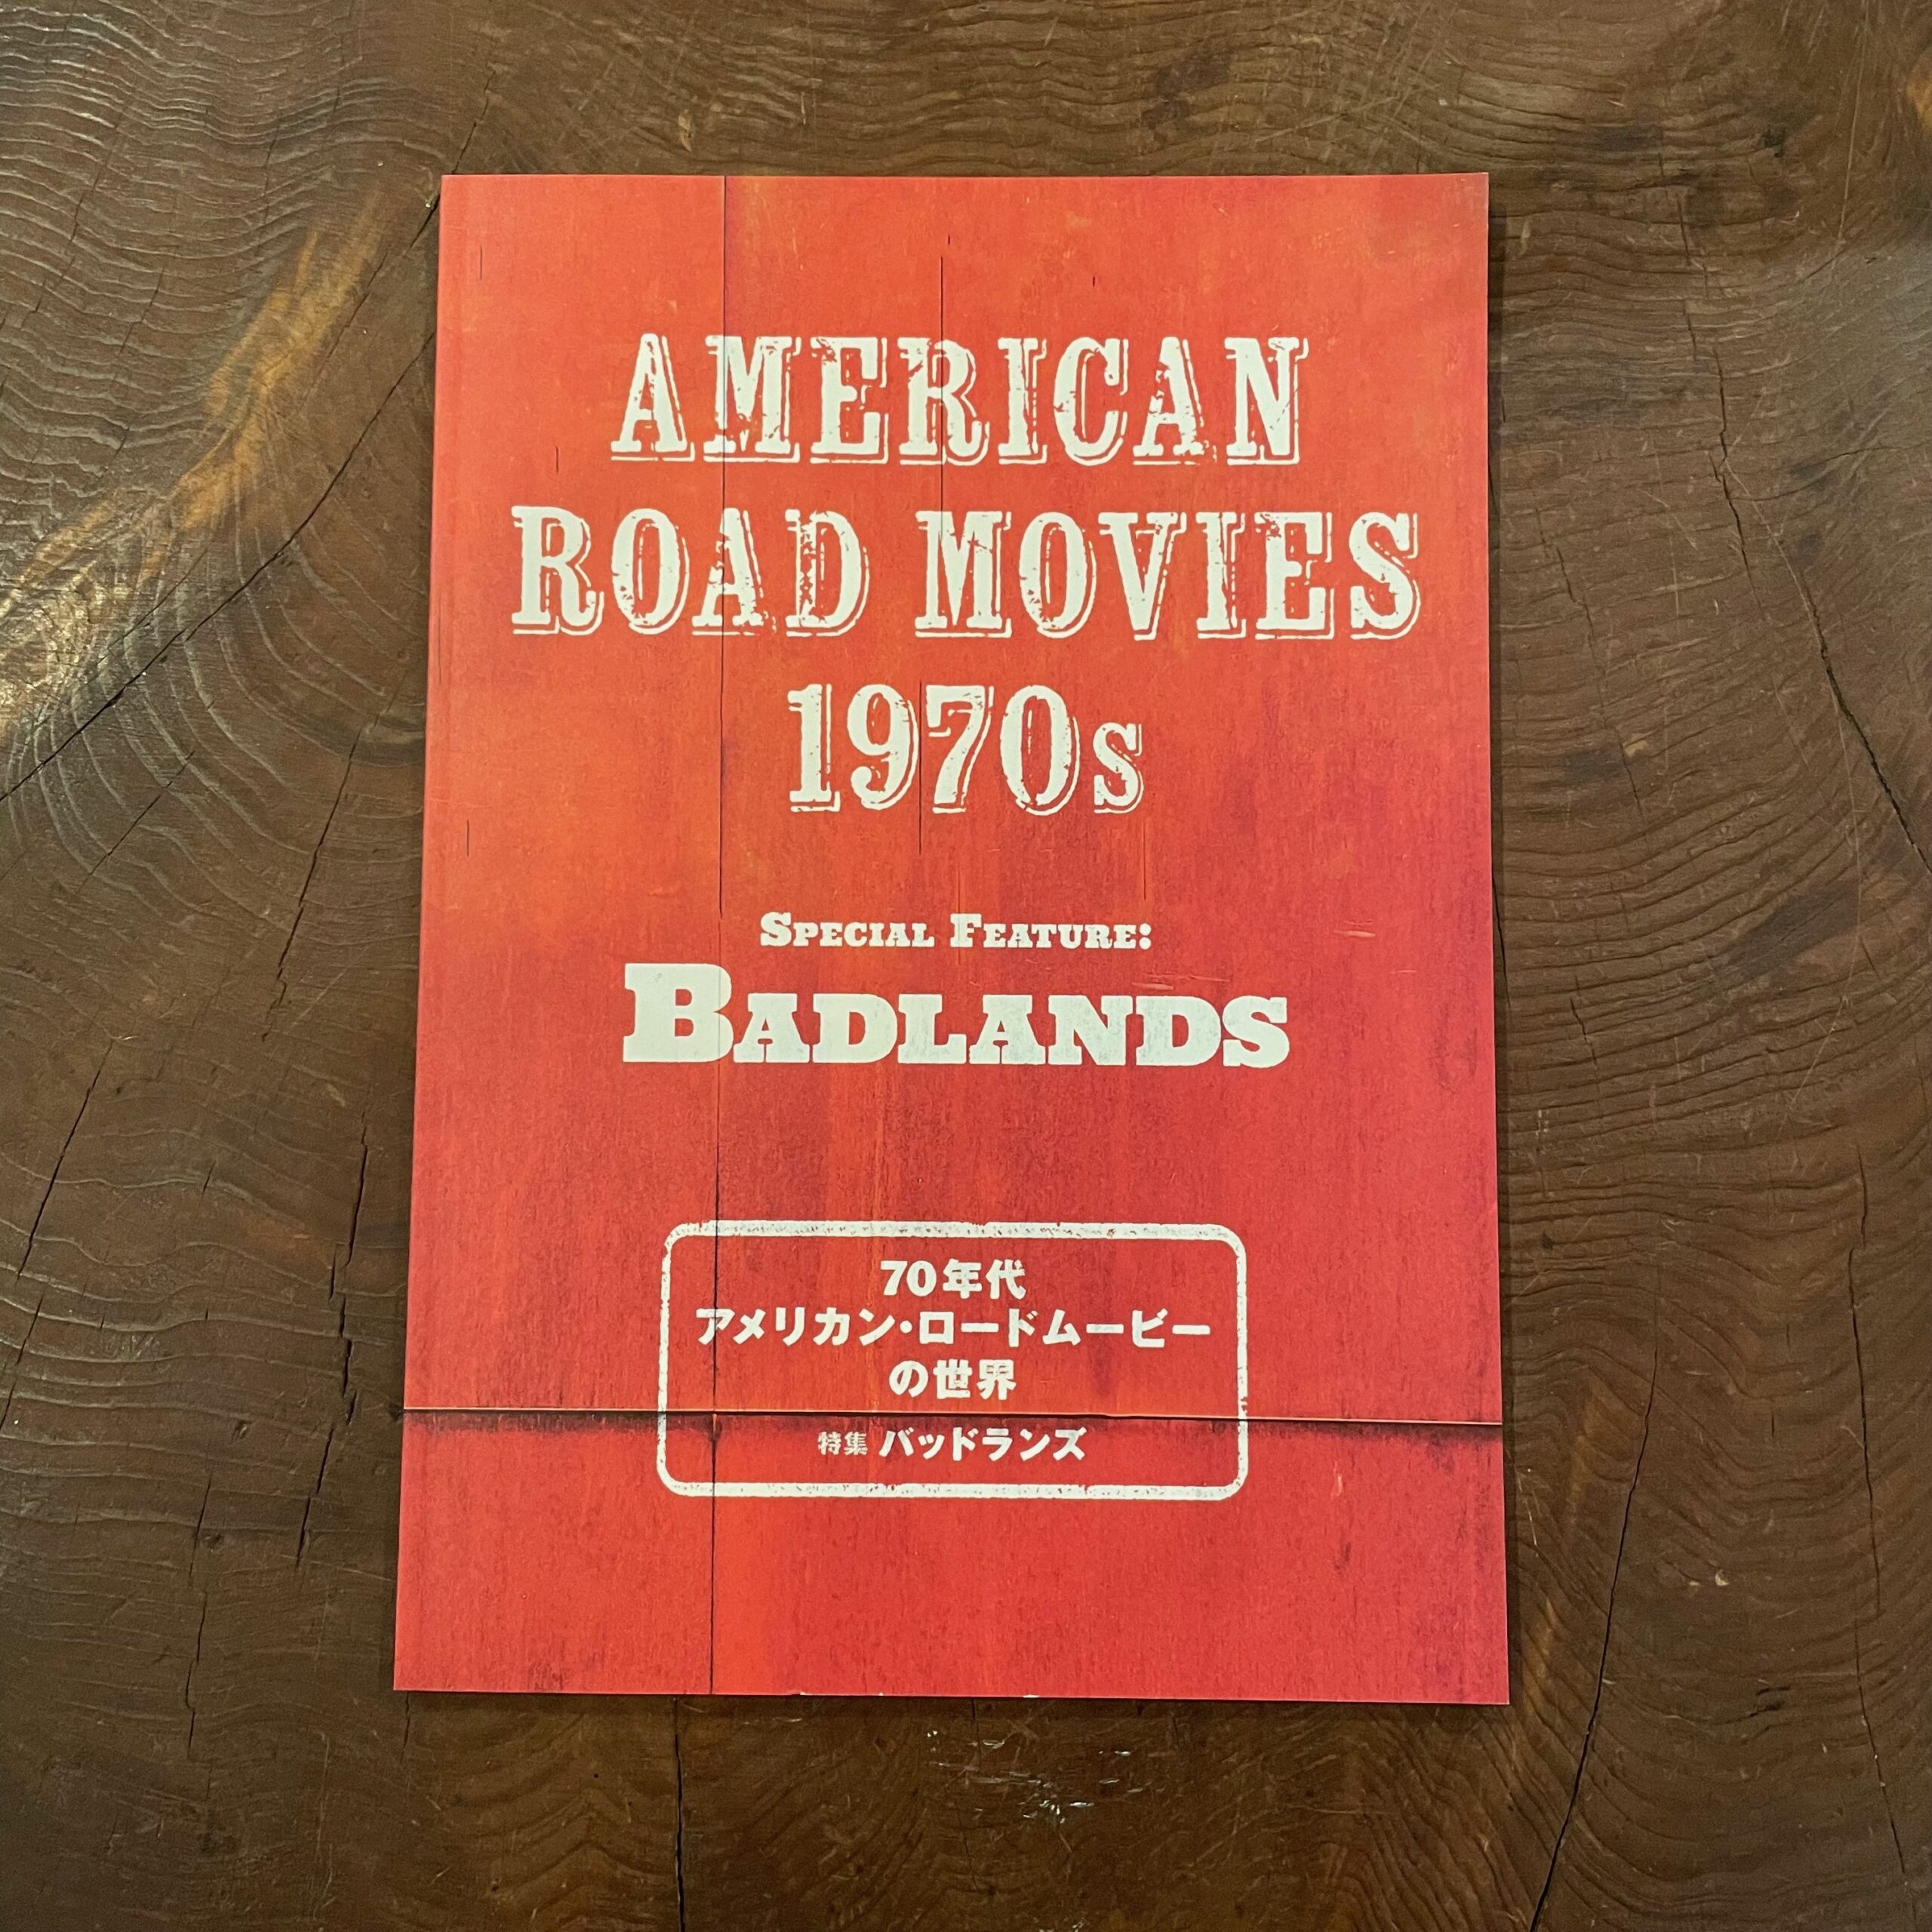 AMERICAN
ROAD MOVIES
1970s
SPECIAL FEATURE:
BADLANDS
70年代
アメリカン・ロードムービー
の世界
特集 バッドランズ